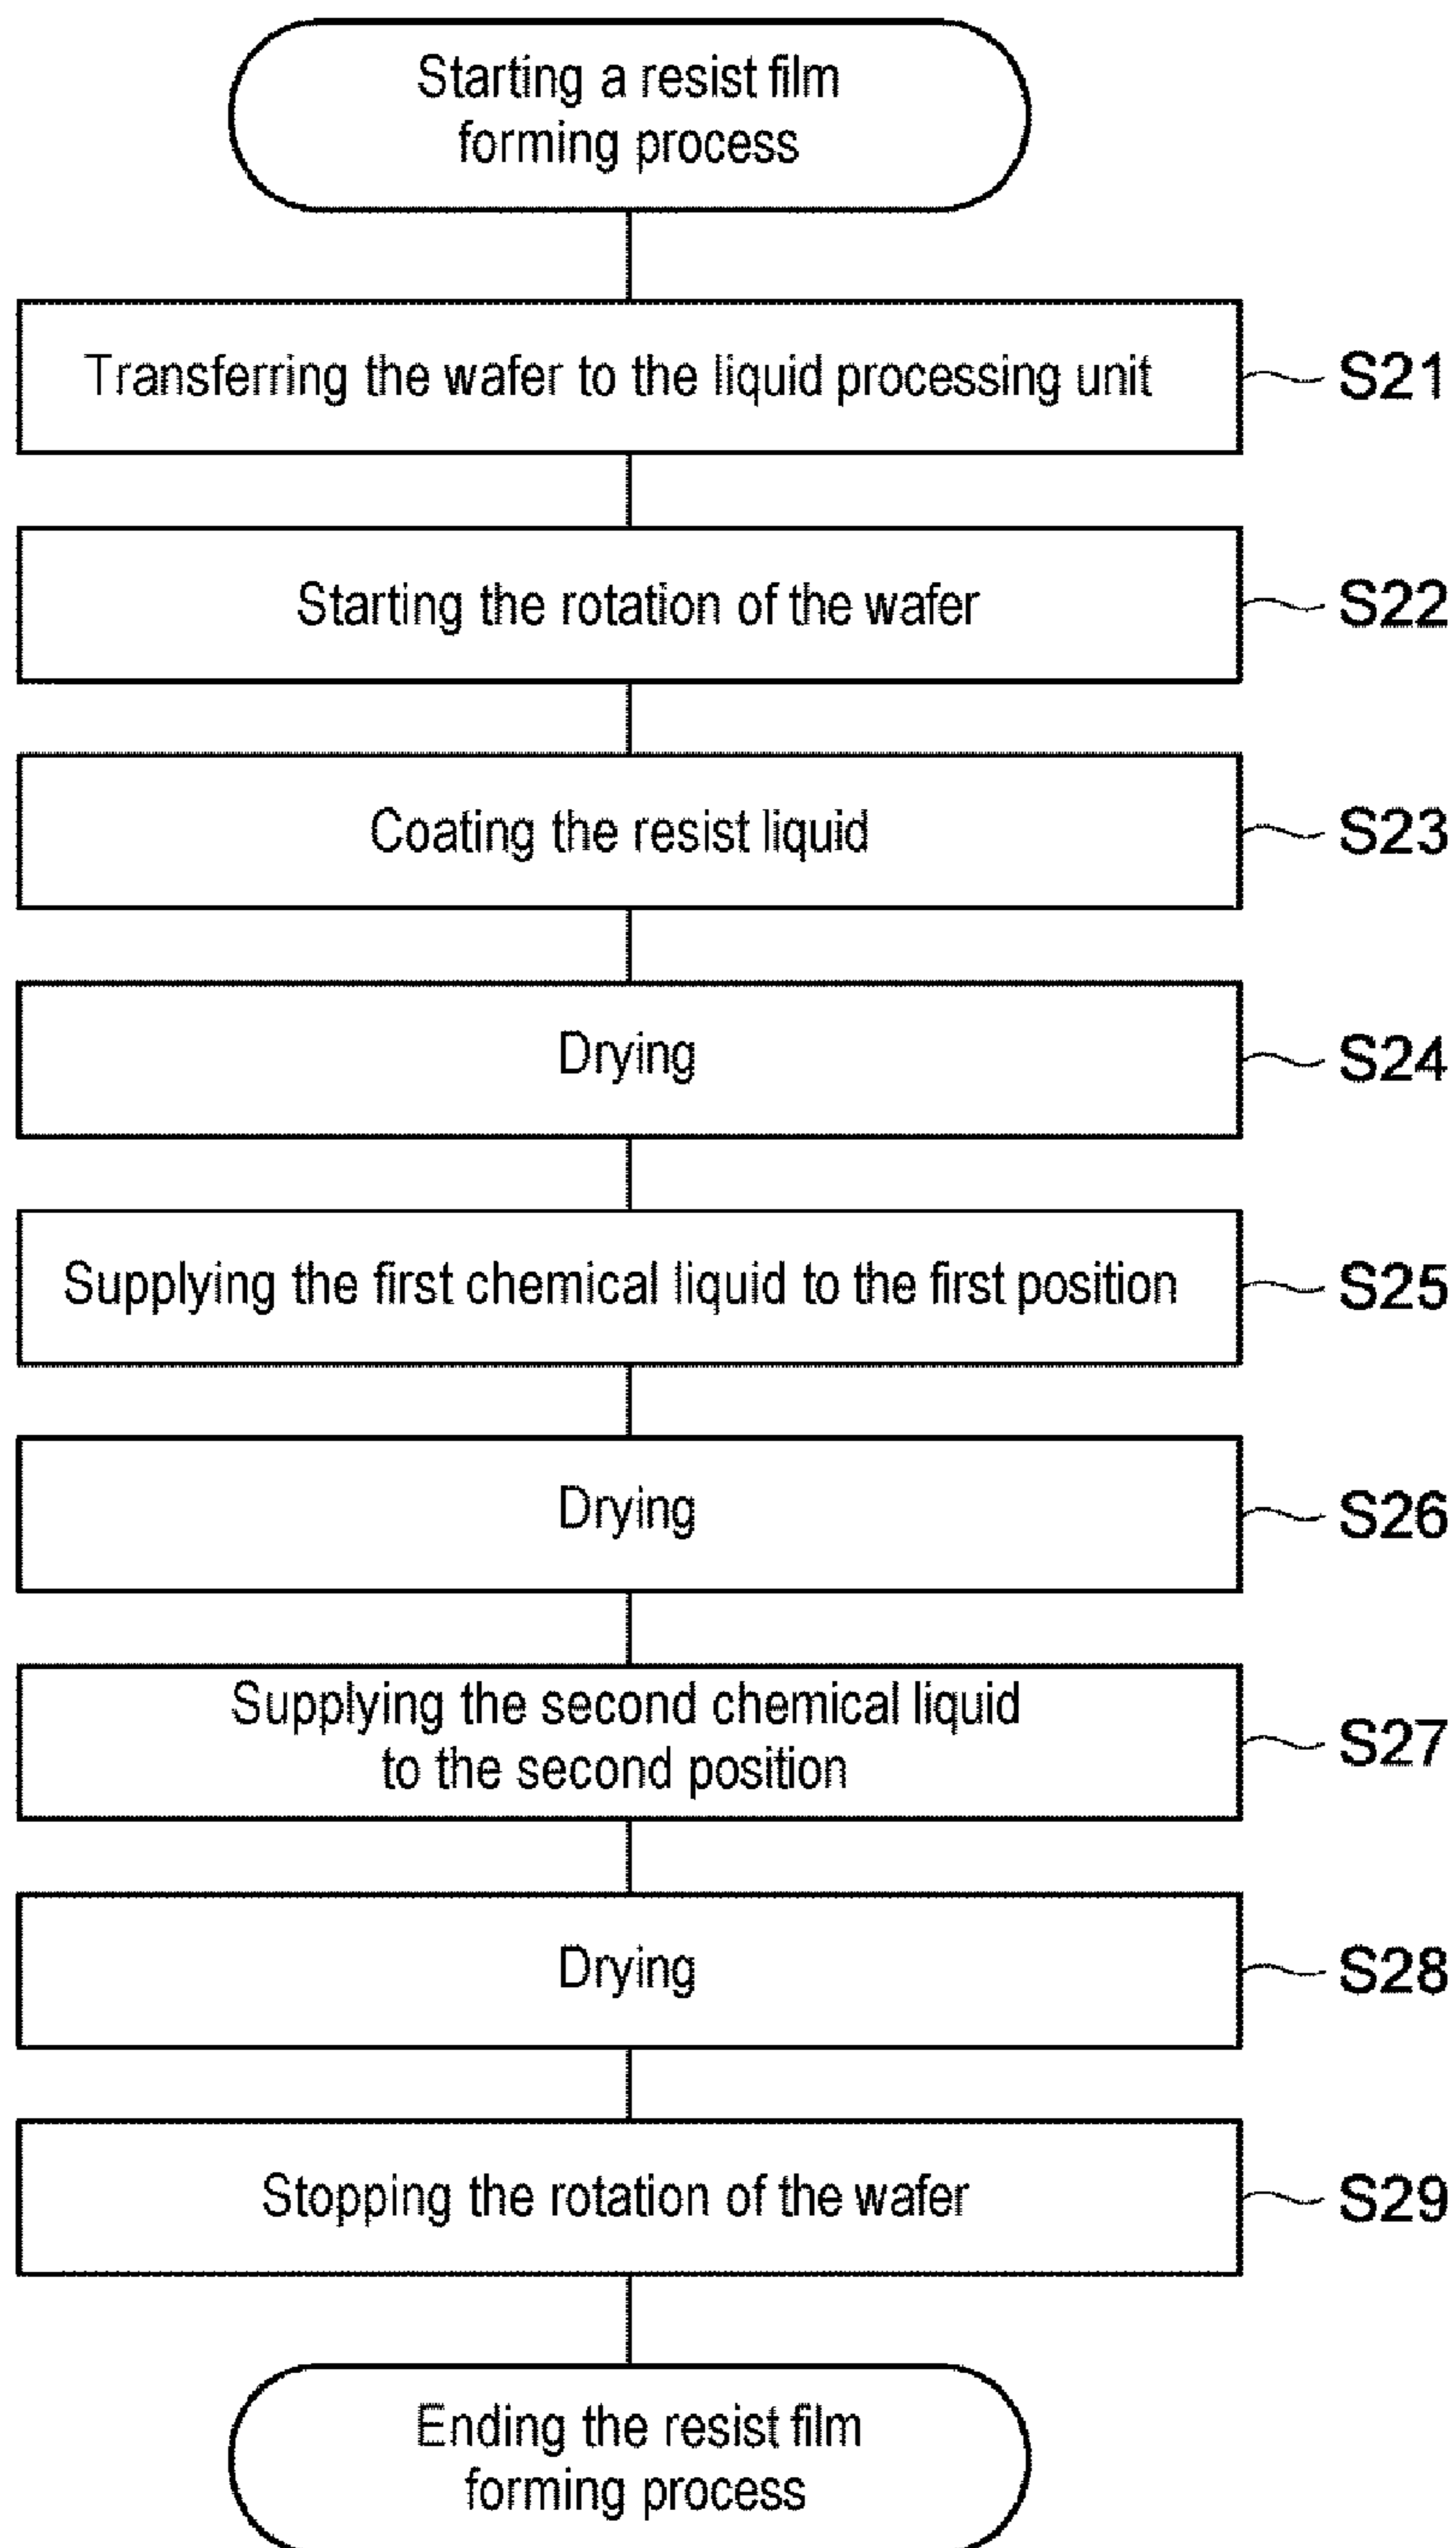 Starting a resist film
forming process
Transferring the wafer to the liquid processing unit
S21
Starting the rotation of the wafer
S22
Coating the resist liquid
S23
Drying
S24
Supplying the first chemical liquid to the first position
S25
Drying
S26
Supplying the second chemical liquid
to the second position
S27
Drying
S28
Stopping the rotation of the wafer
S29
Ending the resist film
forming process